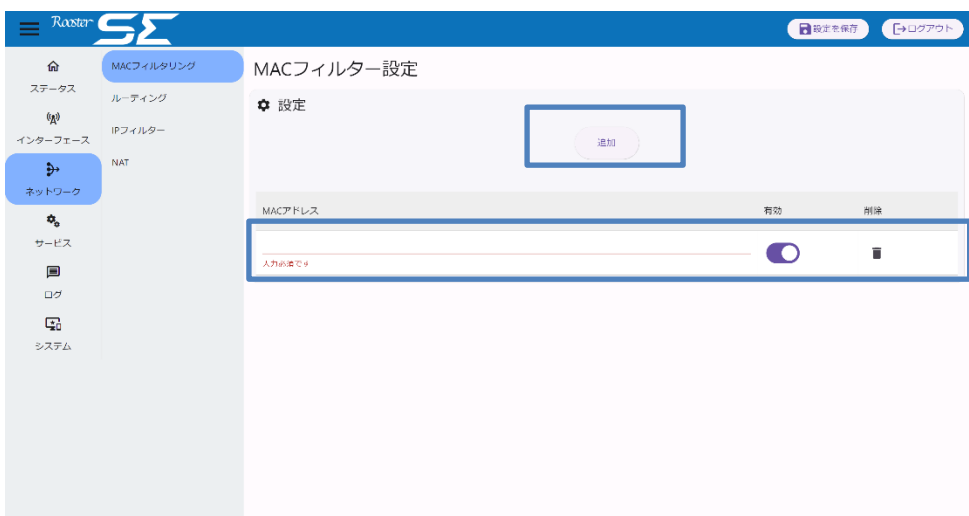 Rooster
SE
設定を保存
ログアウト
ステータス
インターフェース
ネットワーク
サービス
ログ
システム
MACフィルタリング
ルーティング
IPフィルター
NAT
MACフィルター設定
設定
追加
MACアドレス 有効 削除
入力必須です